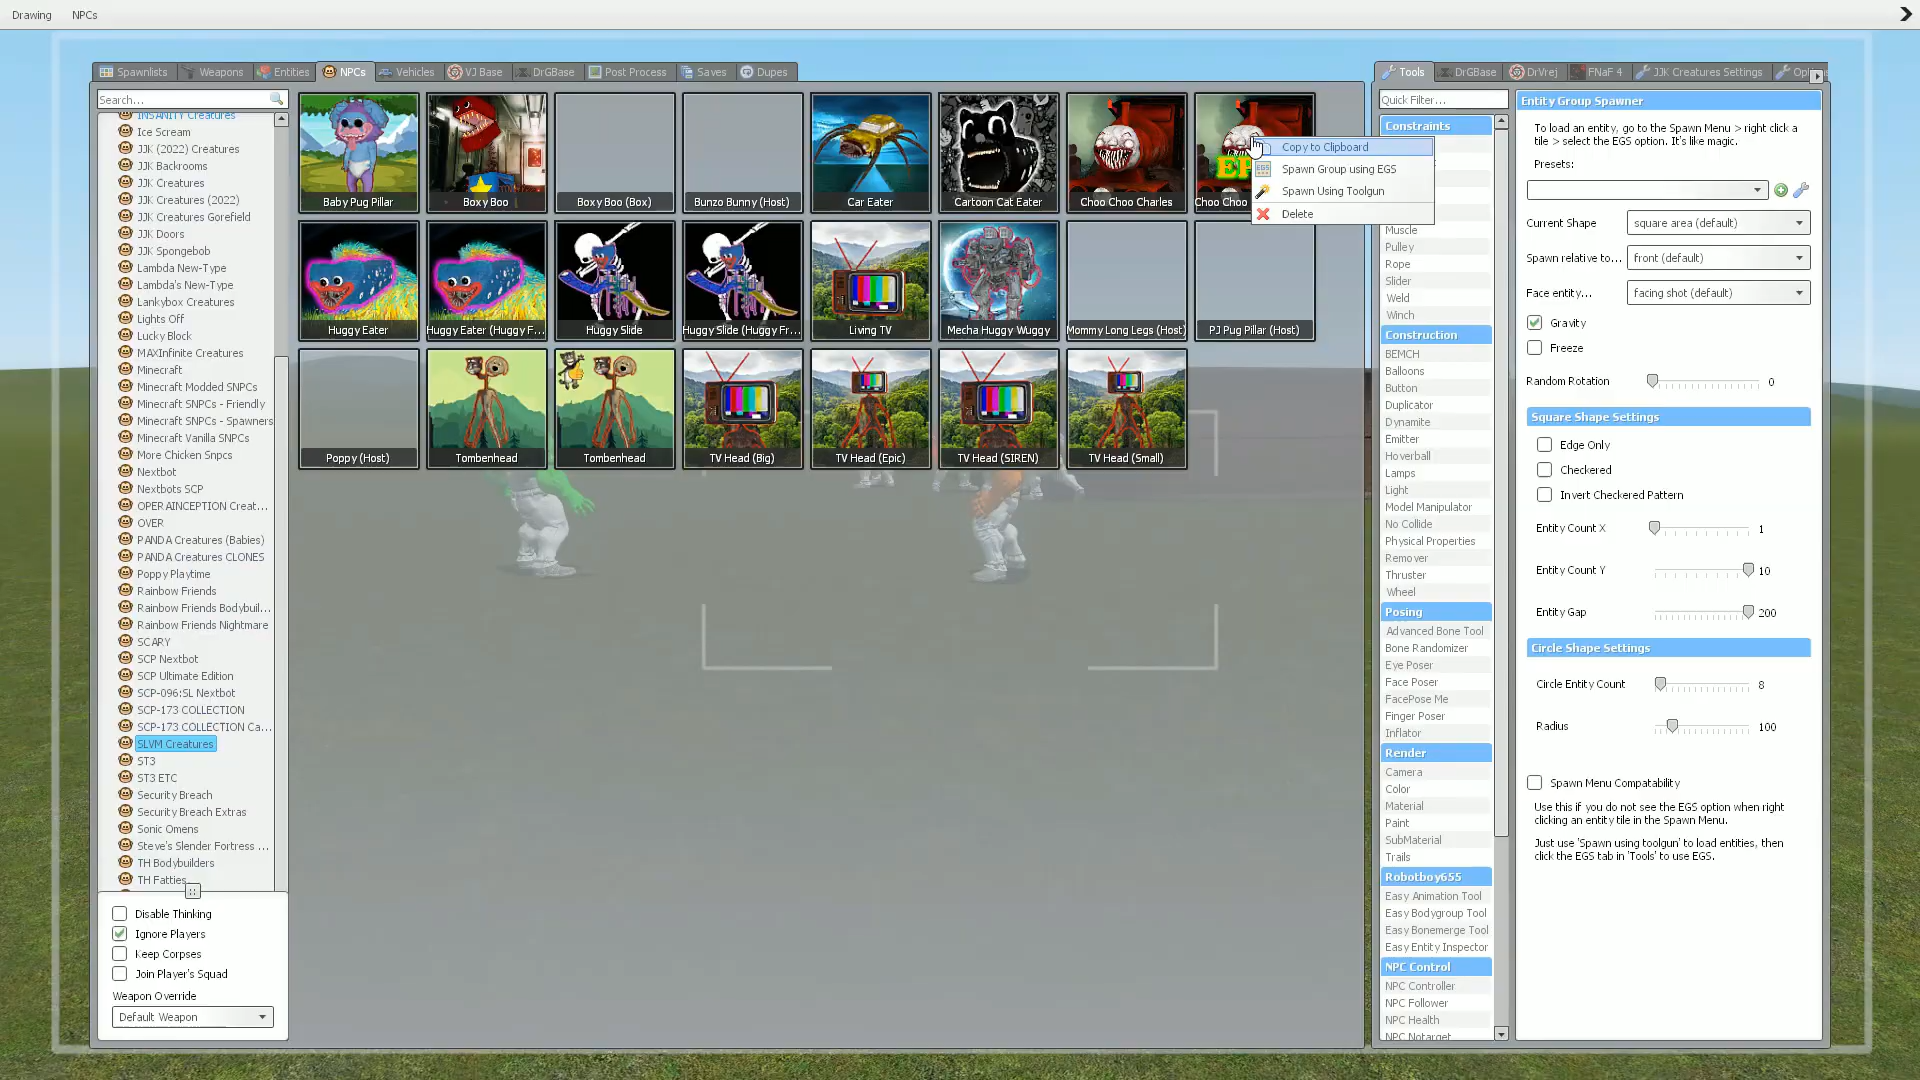 Drawing NPCs
Spawnlists Weapons Entities NPCs Vehicles VJ Base DrGBase Post Process Saves Dupes
Search...
INSANITY Creatures
Ice Scream
JJK (2022) Creatures
JJK Backrooms
JJK Creatures
JJK Creatures (2022)
JJK Creatures Gorefield
JJK Doors
JJK Spongebob
Lambda New-Type
Lambda's New-Type
Lankybox Creatures
Lights Off
Lucky Block
MAXInfinite Creatures
Minecraft
Minecraft Modded SNPCs
Minecraft SNPCs - Friendly
Minecraft SNPCs - Spawners
Minecraft Vanilla SNPCs
More Chicken Snpcs
Nextbot
Nextbots SCP
OPERAINCEPTION Creat...
OVER
PANDA Creatures (Babies)
PANDA Creatures CLONES
Poppy Playtime
Rainbow Friends
Rainbow Friends Bodybuil...
Rainbow Friends Nightmare
SCARY
SCP Nextbot
SCP Ultimate Edition
SCP-096:SL Nextbot
SCP-173 COLLECTION
SCP-173 COLLECTION Ca...
SLVM Creatures
ST3
ST3 ETC
Security Breach
Security Breach Extras
Sonic Omens
Steve's Slender Fortress ...
TH Bodybuilders
TH Fatties
Disable Thinking
Ignore Players
Keep Corpses
Join Player's Squad
Weapon Override
Default Weapon
Baby Pug Pillar
Boxy Boo
Boxy Boo (Box)
Bunzo Bunny (Host)
Car Eater
Cartoon Cat Eater
Choo Choo Charles
Choo Choo
Copy to Clipboard
Spawn Group using EGS
Spawn Using Toolgun
Delete
Huggy Eater
Huggy Eater (Huggy F...
Huggy Slide
Huggy Slide (Huggy Fr...
Living TV
Mecha Huggy Wuggy
Mommy Long Legs (Host)
PJ Pug Pillar (Host)
Poppy (Host)
Tombenhead
Tombenhead
TV Head (Big)
TV Head (Epic)
TV Head (SIREN)
TV Head (Small)
Tools DrGBase DrVrej FNaF 4 JJK Creatures Settings
Quick Filter...
Constraints
Muscle
Pulley
Rope
Slider
Weld
Winch
Construction
BEMCH
Balloons
Button
Duplicator
Dynamite
Emitter
Hoverball
Lamps
Light
Model Manipulator
No Collide
Physical Properties
Remover
Thruster
Wheel
Posing
Advanced Bone Tool
Bone Randomizer
Eye Poser
Face Poser
FacePose Me
Finger Poser
Inflator
Render
Camera
Color
Material
Paint
SubMaterial
Trails
Robotboy655
Easy Animation Tool
Easy Bodygroup Tool
Easy Bonemerge Tool
Easy Entity Inspector
NPC Control
NPC Controller
NPC Follower
NPC Health
NPC Notarget
Entity Group Spawner
To load an entity, go to the Spawn Menu > right click a
tile > select the EGS option. It's like magic.
Presets:
Current Shape square area (default)
Spawn relative to... front (default)
Face entity... facing shot (default)
Gravity
Freeze
Random Rotation 0
Square Shape Settings
Edge Only
Checkered
Invert Checkered Pattern
Entity Count X 1
Entity Count Y 10
Entity Gap 200
Circle Shape Settings
Circle Entity Count 8
Radius 100
Spawn Menu Compatability
Use this if you do not see the EGS option when right
clicking an entity tile in the Spawn Menu.
Just use 'Spawn using toolgun' to load entities, then
click the EGS tab in 'Tools' to use EGS.